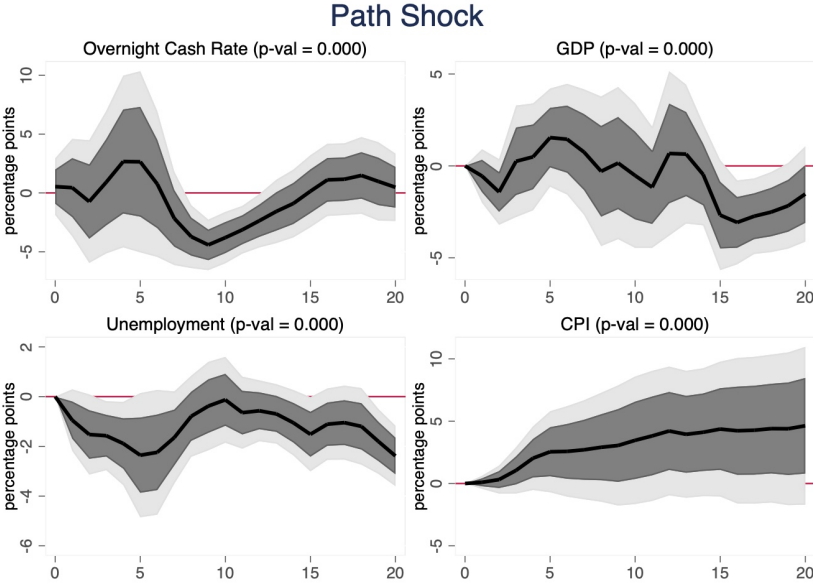 Path Shock
Overnight Cash Rate (p-val = 0.000)
percentage points
10
5
0
-5
0 5 10 15 20
GDP (p-val = 0.000)
percentage points
5
0
-5
0 5 10 15 20
Unemployment (p-val = 0.000)
percentage points
2
0
-2
-4
-6
0 5 10 15 20
CPI (p-val = 0.000)
percentage points
10
5
0
-5
0 5 10 15 20